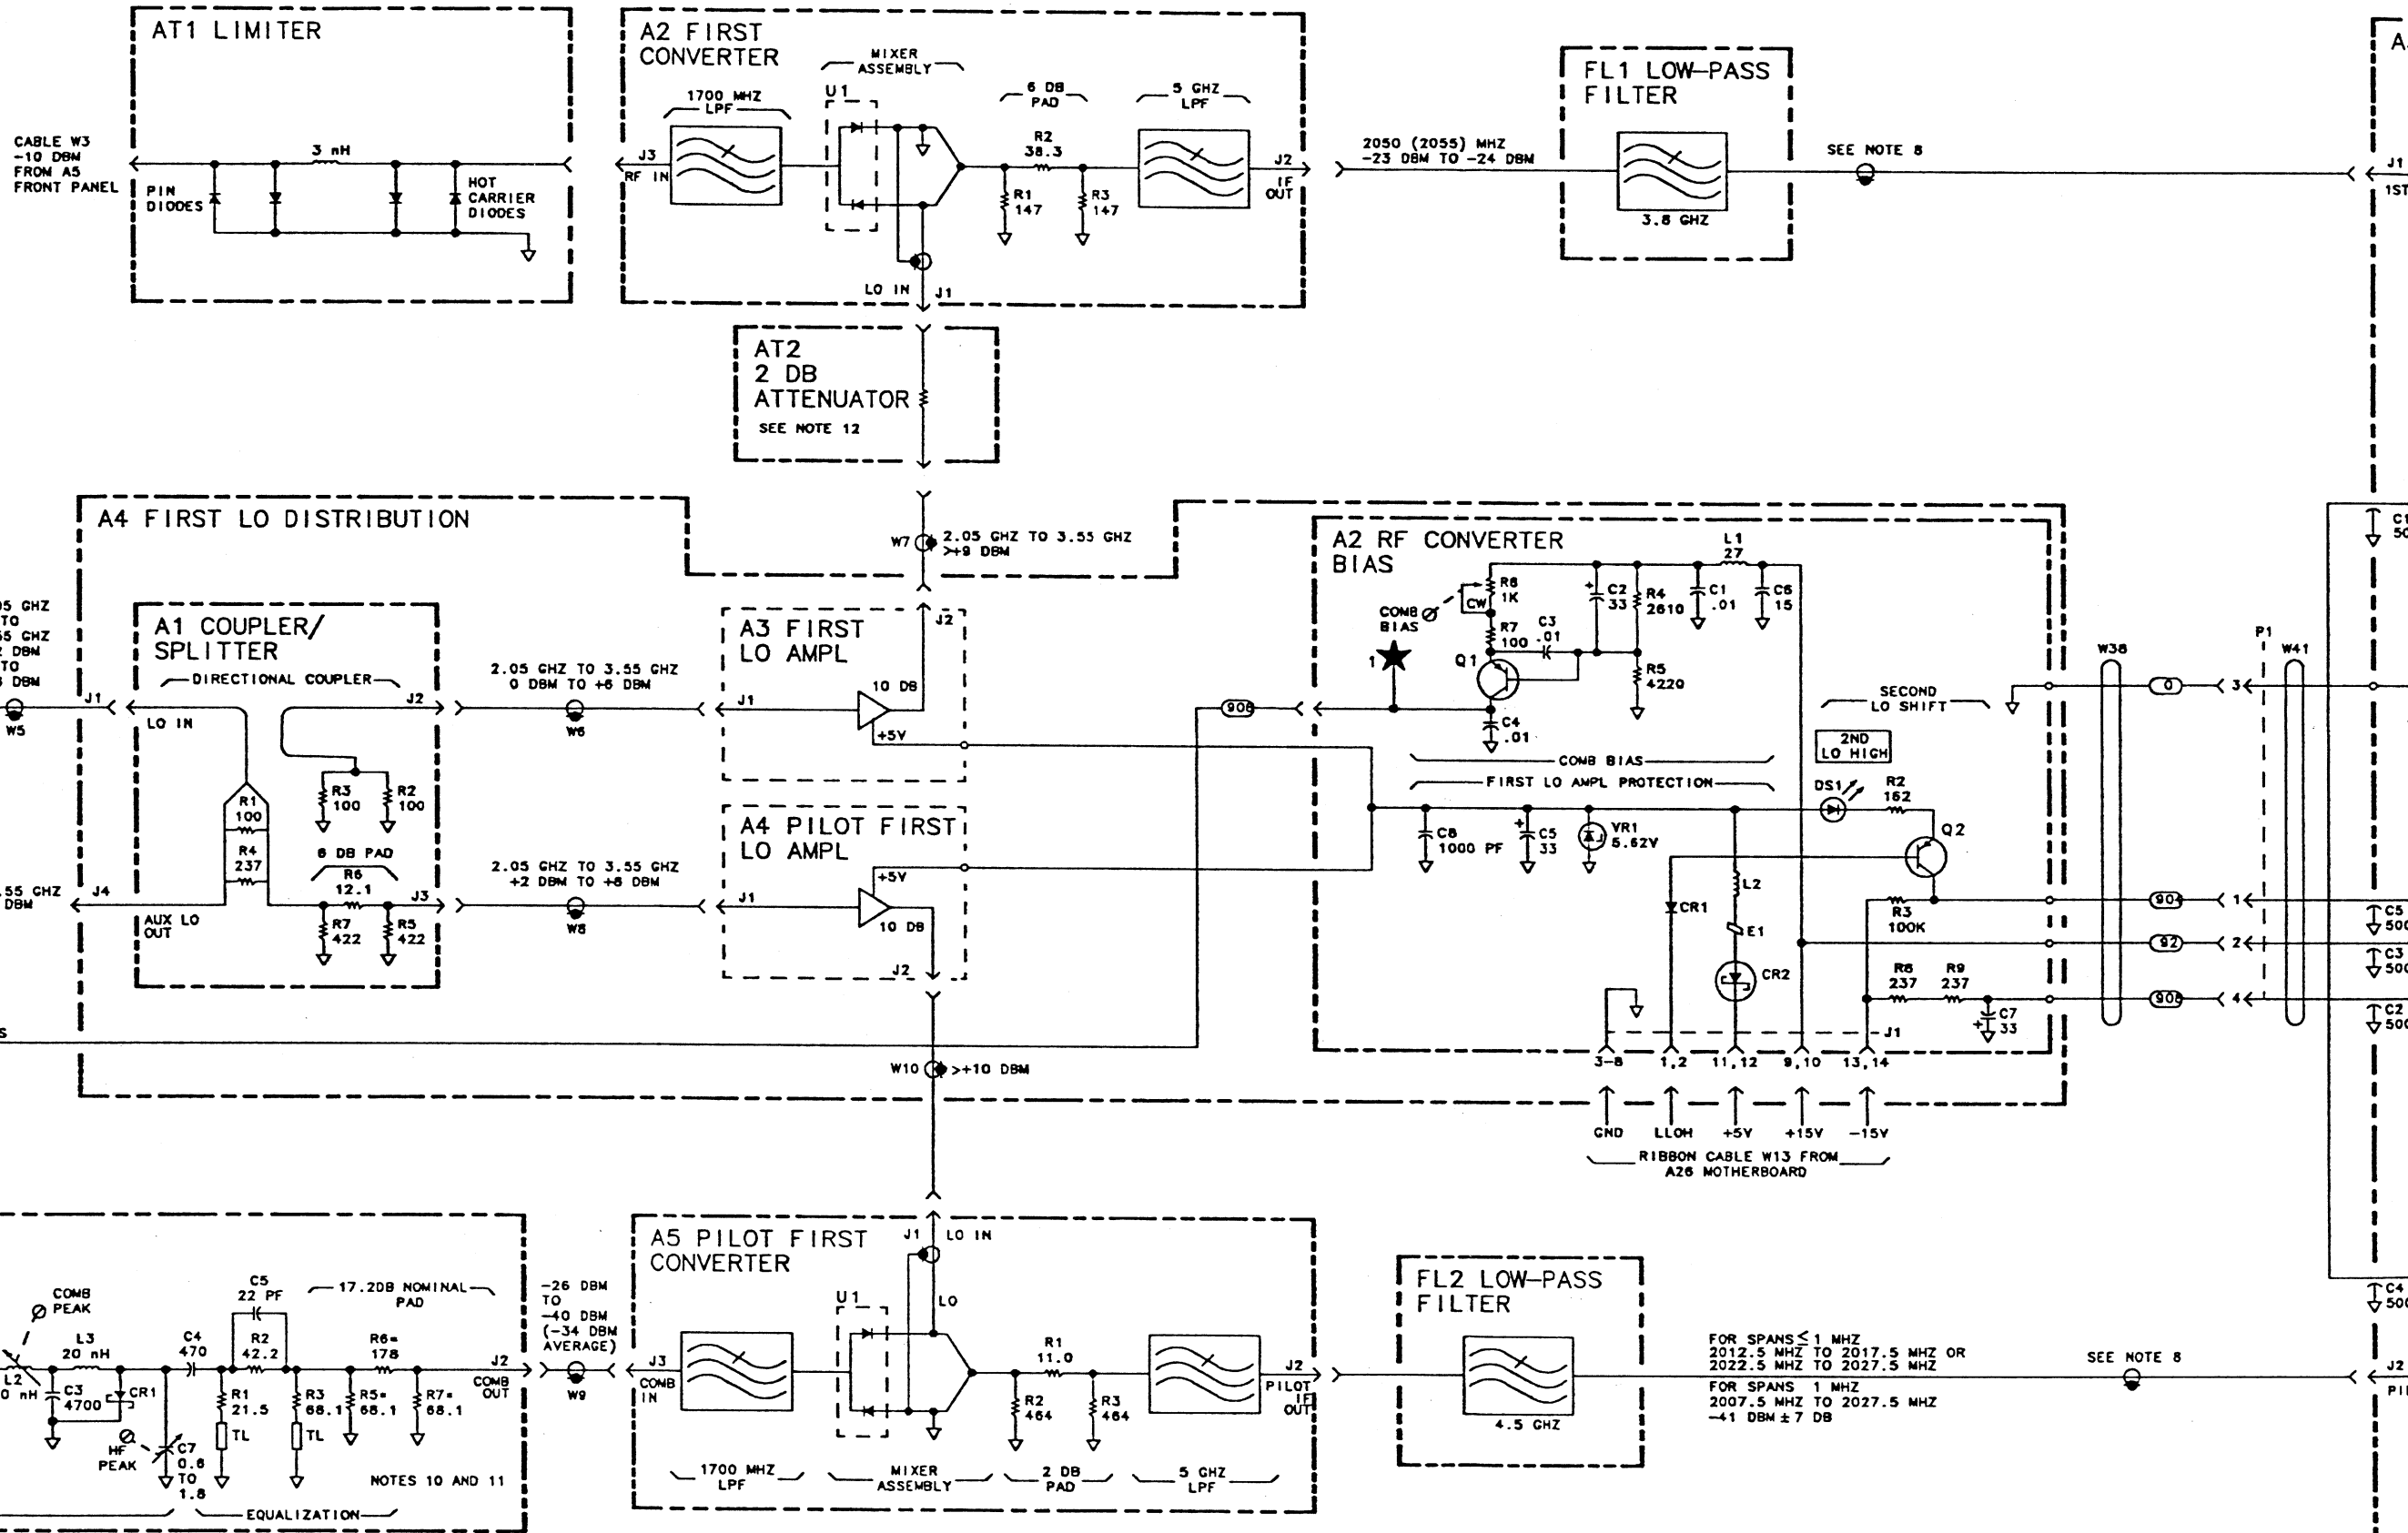 AT1 LIMITER
CABLE W3
-10 DBM
FROM A5
FRONT PANEL
3 nH
PIN
DIODES
HOT
CARRIER
DIODES
A2 FIRST
CONVERTER
MIXER
ASSEMBLY
1700 MHZ
LPF
U1
6 DB
PAD
5 GHZ
LPF
J3
RF IN
R2
38.3
R1
147
R3
147
J2
IF
OUT
LO IN
J1
2050 (2055) MHZ
-23 DBM TO -24 DBM
FL1 LOW-PASS
FILTER
3.8 GHZ
SEE NOTE 8
J1
1ST
AT2
2 DB
ATTENUATOR
SEE NOTE 12
A4 FIRST LO DISTRIBUTION
W7
2.05 GHZ TO 3.55 GHZ
>+9 DBM
A1 COUPLER/
SPLITTER
DIRECTIONAL COUPLER
W5
J1
LO IN
J2
R3
100
R2
100
R1
100
R4
237
6 DB PAD
R6
12.1
R7
422
R5
422
J3
J4
AUX LO
OUT
2.05 GHZ TO 3.55 GHZ
0 DBM TO +6 DBM
W6
2.05 GHZ TO 3.55 GHZ
+2 DBM TO +8 DBM
W8
A3 FIRST
LO AMPL
J2
J1
10 DB
+5V
A4 PILOT FIRST
LO AMPL
+5V
J1
10 DB
J2
W10
>+10 DBM
A2 RF CONVERTER
BIAS
L1
27
COMB
BIAS
CW
R6
1K
R7
100
C3
.01
C2
33
R4
2610
C1
.01
C6
15
1
Q1
R5
4220
906
C4
.01
COMB BIAS
FIRST LO AMPL PROTECTION
SECOND
LO SHIFT
2ND
LO HIGH
DS1
R2
162
Q2
C8
1000 PF
C5
33
VR1
5.62V
L2
CR1
E1
CR2
R3
100K
R8
237
R9
237
C7
33
J1
3-8
1,2
11,12
9,10
13,14
GND
LLOH
+5V
+15V
-15V
RIBBON CABLE W13 FROM
A26 MOTHERBOARD
W38
P1
W41
0
3
904
1
92
2
908
4
C5
C3
C2
C4
A5 PILOT FIRST
CONVERTER
J1
LO IN
LO
U1
J3
COMB
IN
R1
11.0
R2
464
R3
464
J2
PILOT
IF
OUT
1700 MHZ
LPF
MIXER
ASSEMBLY
2 DB
PAD
5 GHZ
LPF
FL2 LOW-PASS
FILTER
4.5 GHZ
FOR SPANS ≤ 1 MHZ
2012.5 MHZ TO 2017.5 MHZ OR
2022.5 MHZ TO 2027.5 MHZ
FOR SPANS 1 MHZ
2007.5 MHZ TO 2027.5 MHZ
-41 DBM ± 7 DB
SEE NOTE 8
J2
COMB
PEAK
L2
L3
20 nH
C3
4700
CR1
HF
PEAK
C7
0.6
TO
1.8
C4
470
C5
22 PF
R2
42.2
R1
21.5
TL
R3
68.1
TL
17.2DB NOMINAL
PAD
R6*
178
R5*
68.1
R7*
68.1
J2
COMB
OUT
NOTES 10 AND 11
EQUALIZATION
-26 DBM
TO
-40 DBM
(-34 DBM
AVERAGE)
W9